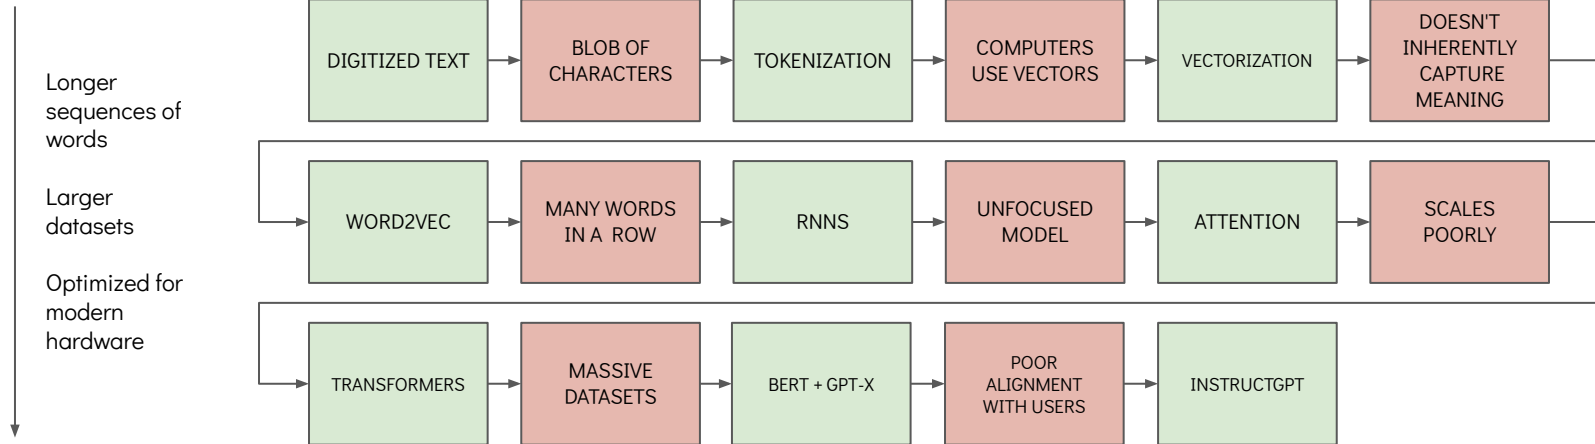 Longer
sequences of
words
Larger
datasets
Optimized for
modern
hardware
DIGITIZED TEXT
BLOB OF
CHARACTERS
TOKENIZATION
COMPUTERS
USE VECTORS
VECTORIZATION
DOESN'T
INHERENTLY
CAPTURE
MEANING
WORD2VEC
MANY WORDS
IN A ROW
RNNS
UNFOCUSED
MODEL
ATTENTION
SCALES
POORLY
TRANSFORMERS
MASSIVE
DATASETS
BERT + GPT-X
POOR
ALIGNMENT
WITH USERS
INSTRUCTGPT